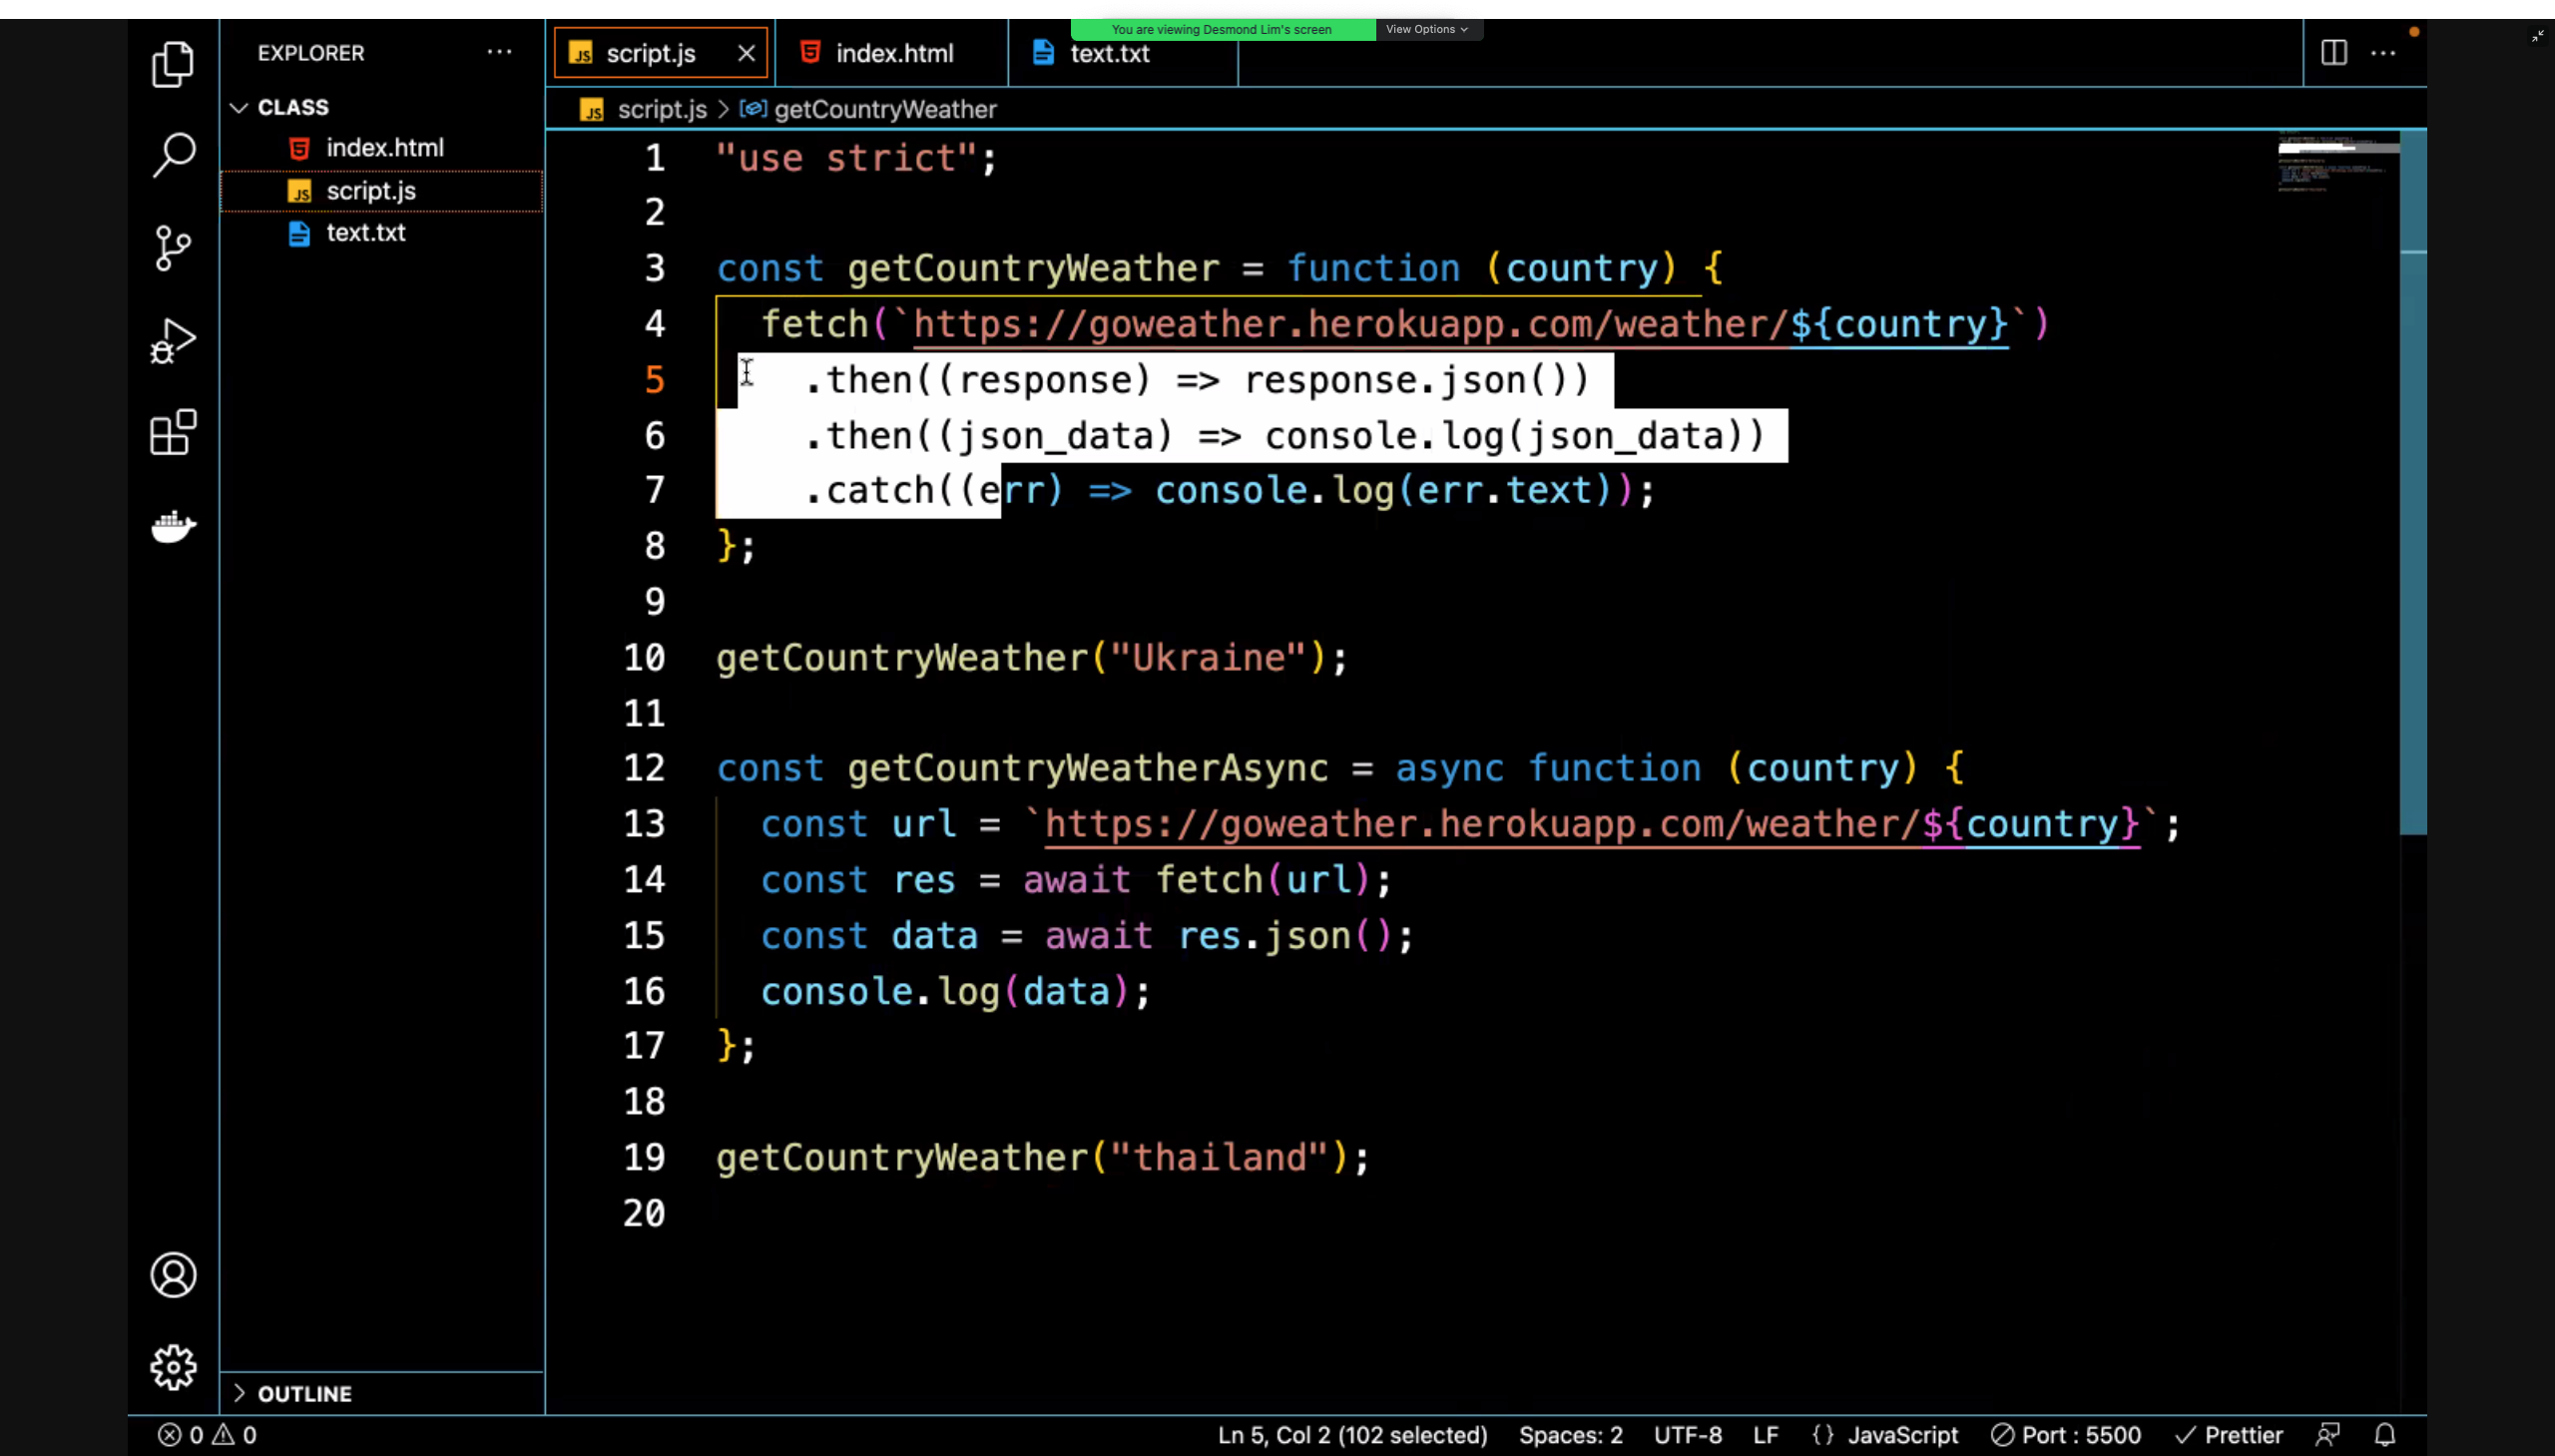 You are viewing Desmond Lim's screen
View Options
EXPLORER
script.js
index.html
text.txt
CLASS
script.js
getCountryWeather
index.html
script.js
text.txt
1 "use strict";
2
3 const getCountryWeather = function (country) {
4 fetch(`https://goweather.herokuapp.com/weather/${country}`)
5 .then((response) => response.json())
6 .then((json_data) => console.log(json_data))
7 .catch((err) => console.log(err.text));
8 };
9
10 getCountryWeather("Ukraine");
11
12 const getCountryWeatherAsync = async function (country) {
13 const url = `https://goweather.herokuapp.com/weather/${country}`;
14 const res = await fetch(url);
15 const data = await res.json();
16 console.log(data);
17 };
18
19 getCountryWeather("thailand");
20
OUTLINE
0 0
Ln 5, Col 2 (102 selected)
Spaces: 2
UTF-8
LF
{} JavaScript
Port : 5500
Prettier